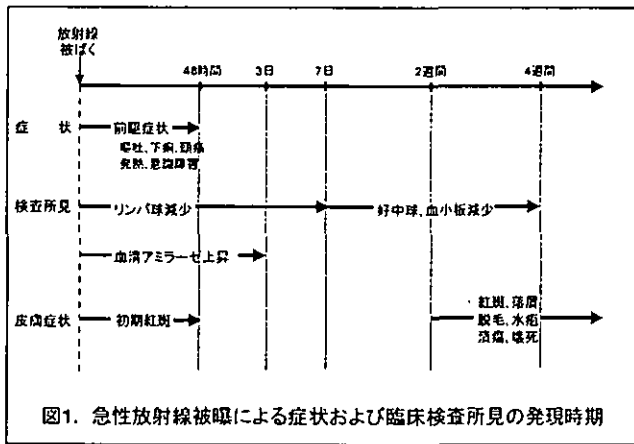 放射線
被ばく
48時間 3日 7日 2週間 4週間
症 状 前駆症状
嘔吐、下痢、頭痛
発熱、意識障害
検査所見 リンパ球減少 好中球、血小板減少
血清アミラーゼ上昇
皮膚症状 初期紅斑
紅斑、落屑
脱毛、水疱
潰瘍、壊死
図1. 急性放射線被曝による症状および臨床検査所見の発現時期